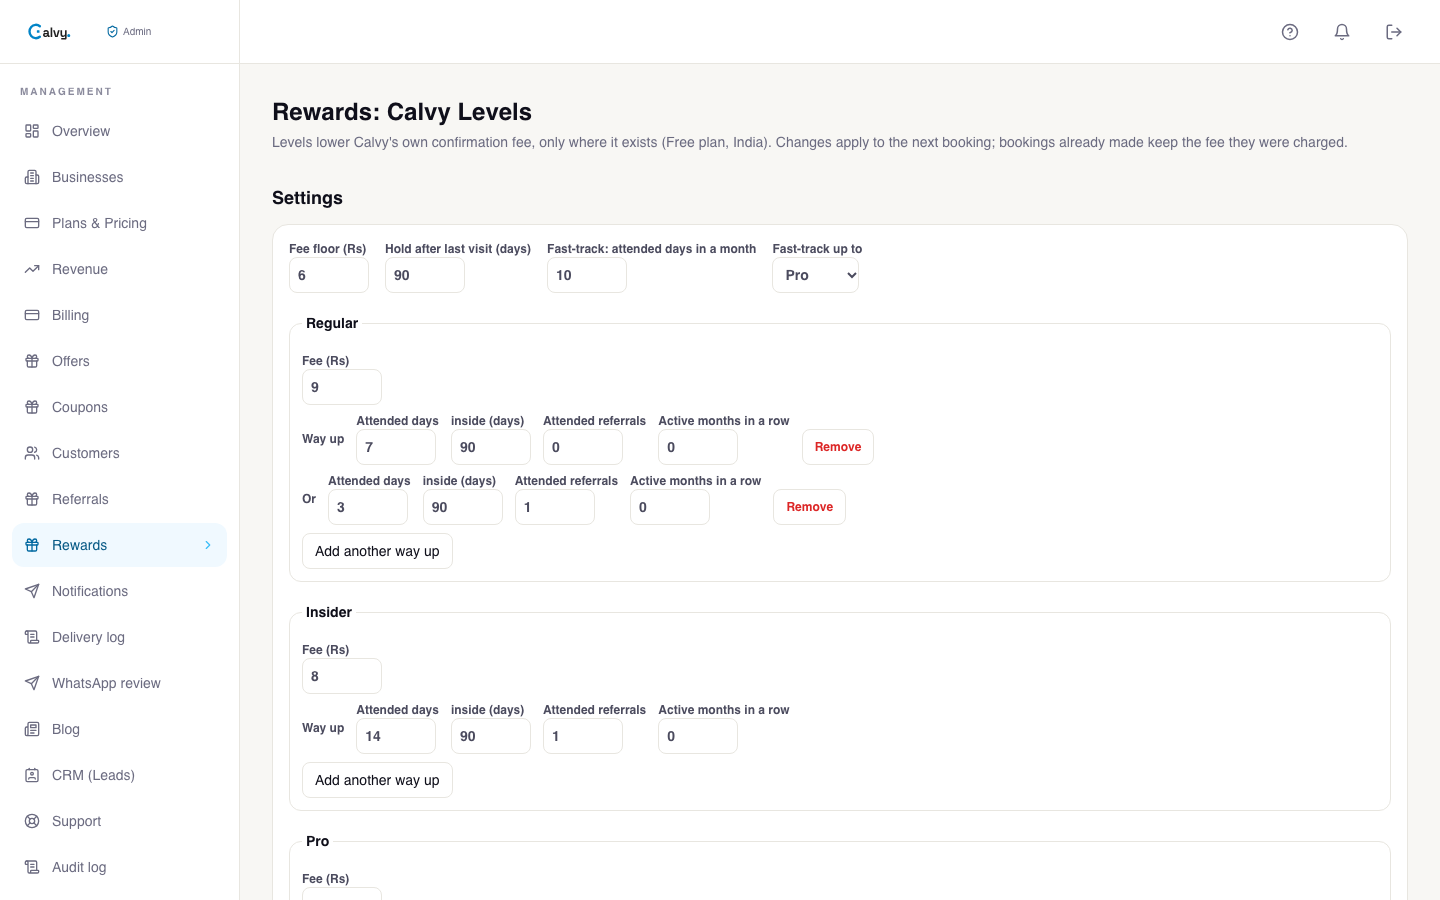 Calvy.
Admin
MANAGEMENT
Overview
Businesses
Plans & Pricing
Revenue
Billing
Offers
Coupons
Customers
Referrals
Rewards
Notifications
Delivery log
WhatsApp review
Blog
CRM (Leads)
Support
Audit log
Rewards: Calvy Levels
Levels lower Calvy's own confirmation fee, only where it exists (Free plan, India). Changes apply to the next booking; bookings already made keep the fee they were charged.
Settings
Fee floor (Rs) Hold after last visit (days) Fast-track: attended days in a month Fast-track up to
6 90 10 Pro
Regular
Fee (Rs)
9
Attended days inside (days) Attended referrals Active months in a row
Way up 7 90 0 0 Remove
Attended days inside (days) Attended referrals Active months in a row
Or 3 90 1 0 Remove
Add another way up
Insider
Fee (Rs)
8
Attended days inside (days) Attended referrals Active months in a row
Way up 14 90 1 0
Add another way up
Pro
Fee (Rs)